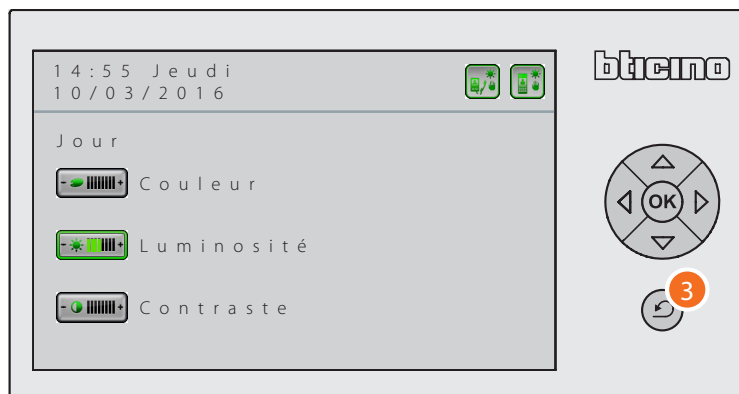 14:55 Jeudi
10/03/2016
bticino
Jour
Couleur
Luminosité
Contraste
OK
3